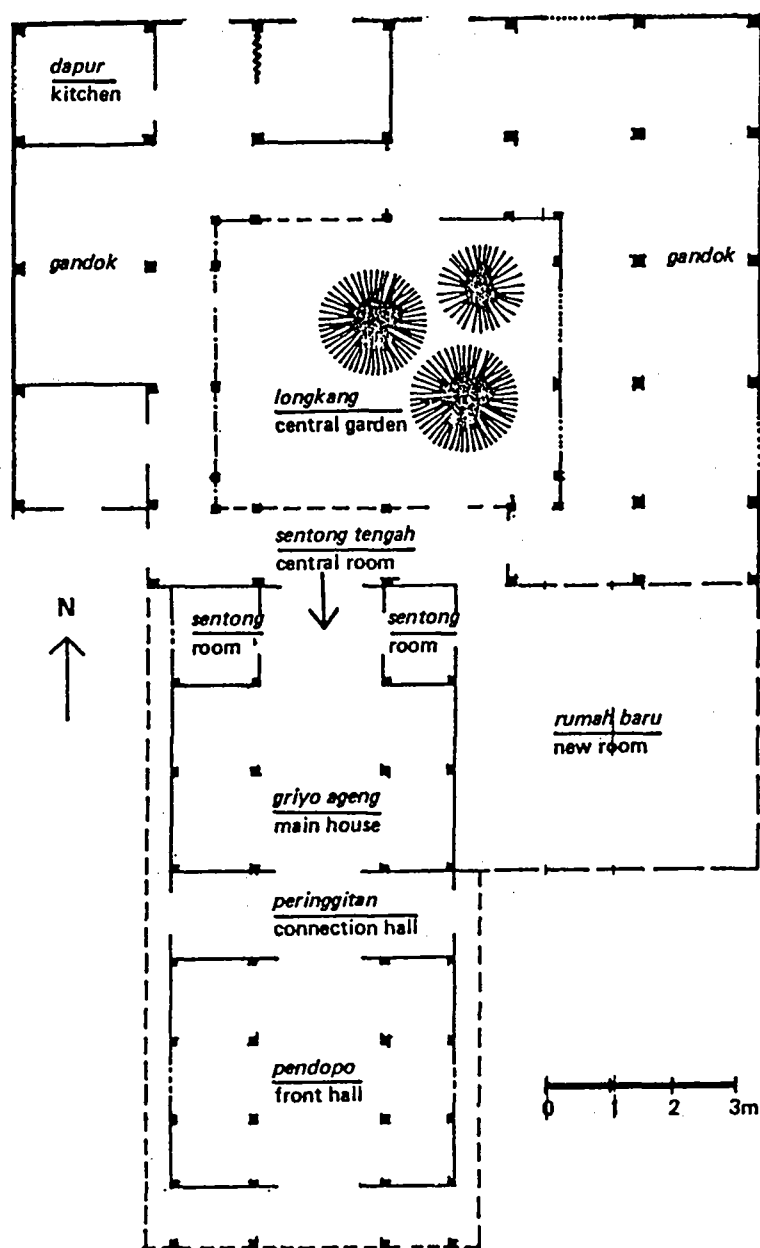 dapur
kitchen
gandok
gandok
longkang
central garden
sentong tengah
central room
sentong
room
sentong
room
N
rumah baru
new room
griyo ageng
main house
peringgitan
connection hall
pendopo
front hall
0 1 2 3m